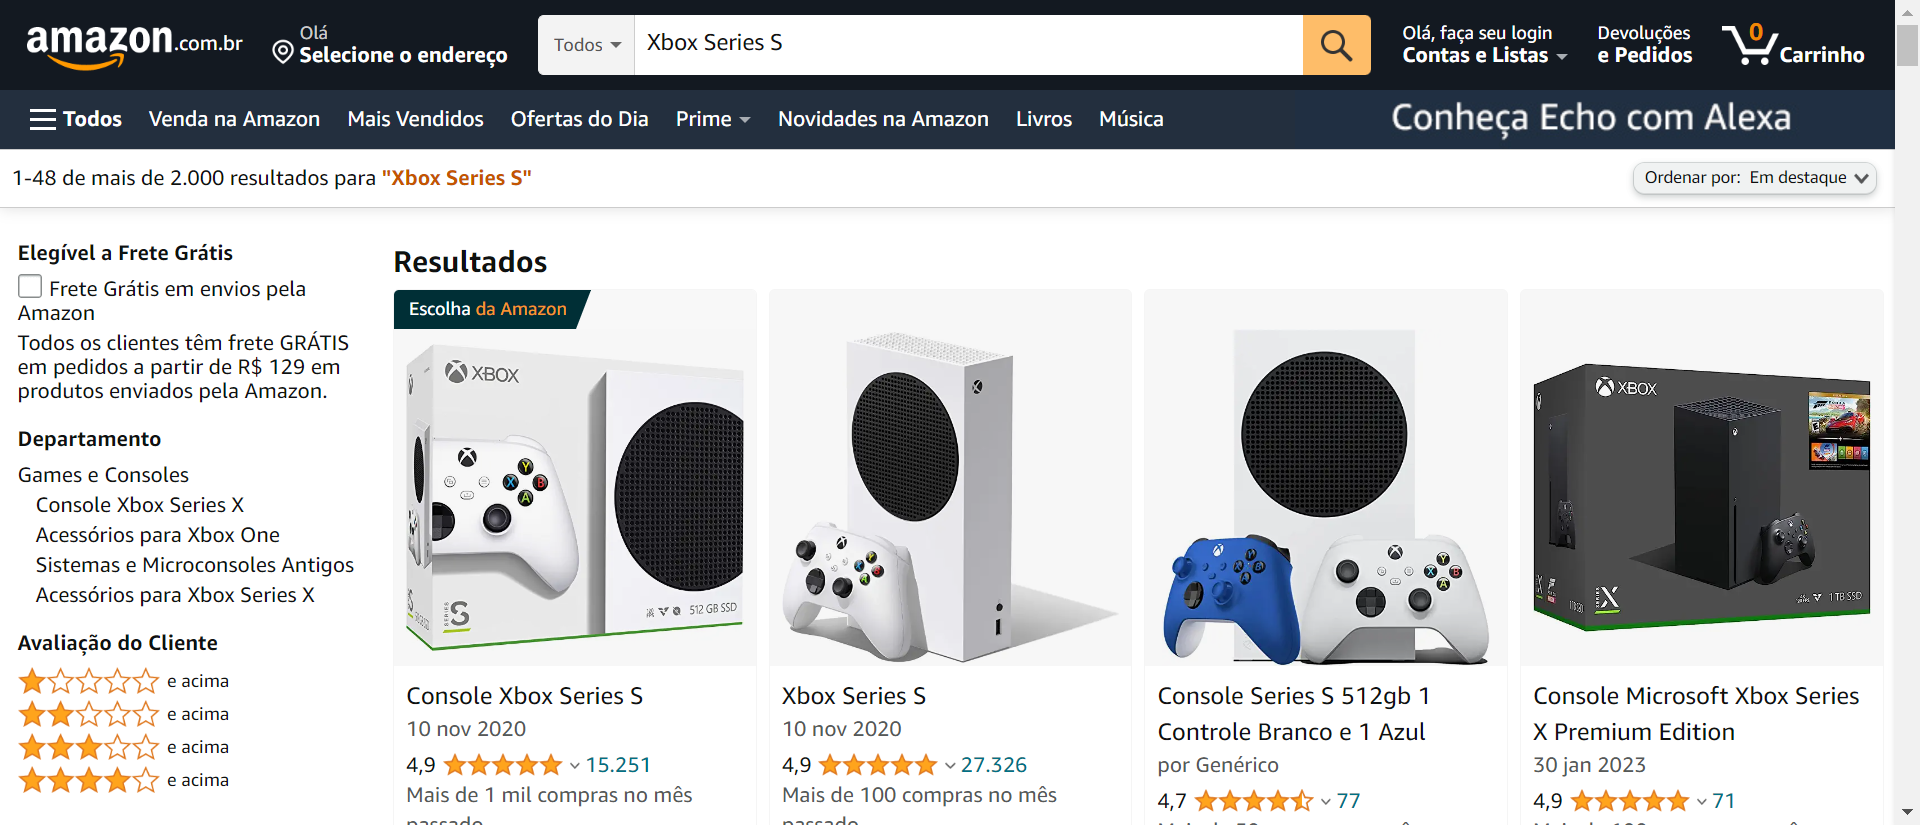 amazon.com.br
Olá
Selecione o endereço
Todos
Xbox Series S
Olá, faça seu login
Contas e Listas
Devoluções
e Pedidos
0
Carrinho
Todos
Venda na Amazon
Mais Vendidos
Ofertas do Dia
Prime
Novidades na Amazon
Livros
Música
Conheça Echo com Alexa
1-48 de mais de 2.000 resultados para "Xbox Series S"
Ordenar por: Em destaque
Elegível a Frete Grátis
Frete Grátis em envios pela
Amazon
Todos os clientes têm frete GRÁTIS
em pedidos a partir de R$ 129 em
produtos enviados pela Amazon.
Departamento
Games e Consoles
Console Xbox Series X
Acessórios para Xbox One
Sistemas e Microconsoles Antigos
Acessórios para Xbox Series X
Avaliação do Cliente
e acima
e acima
e acima
e acima
Resultados
Escolha da Amazon
XBOX
Y
X
B
A
SERIES
S
512 GB SSD
Console Xbox Series S
10 nov 2020
4,9
15.251
Mais de 1 mil compras no mês
passado
Xbox Series S
10 nov 2020
4,9
27.326
Mais de 100 compras no mês
passado
Console Series S 512gb 1
Controle Branco e 1 Azul
por Genérico
4,7
77
XBOX
SERIES
X
1 TB SSD
Console Microsoft Xbox Series
X Premium Edition
30 jan 2023
4,9
71